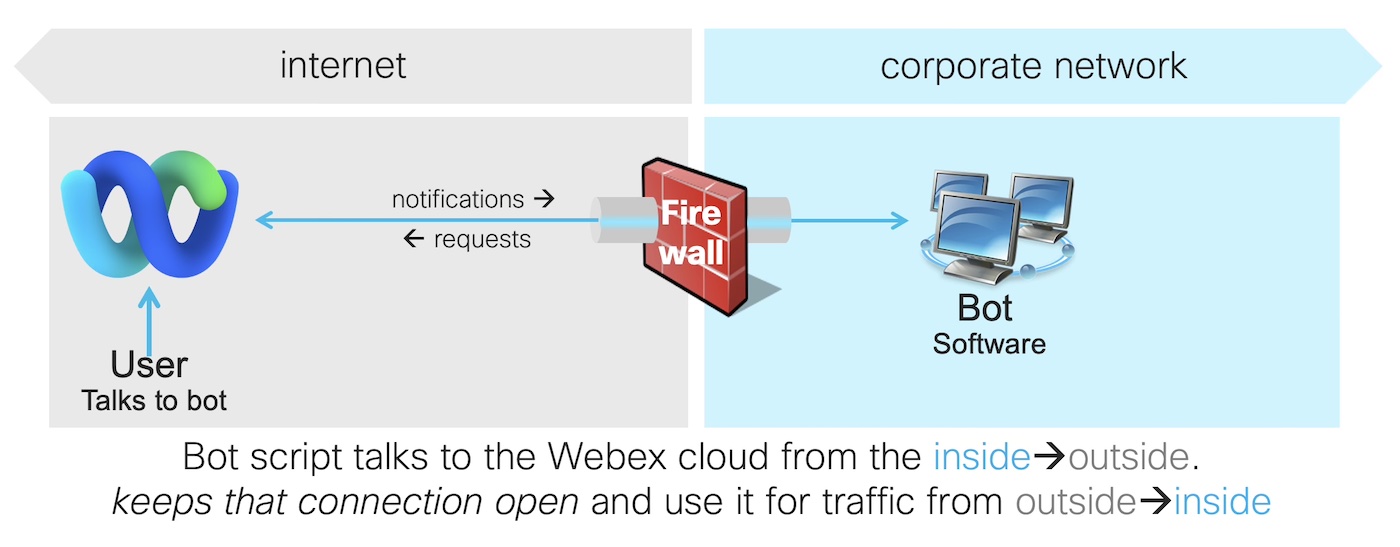 internet
corporate network
notifications →
← requests
Fire
wall
User
Talks to bot
Bot
Software
Bot script talks to the Webex cloud from the inside→outside.
keeps that connection open and use it for traffic from outside→inside